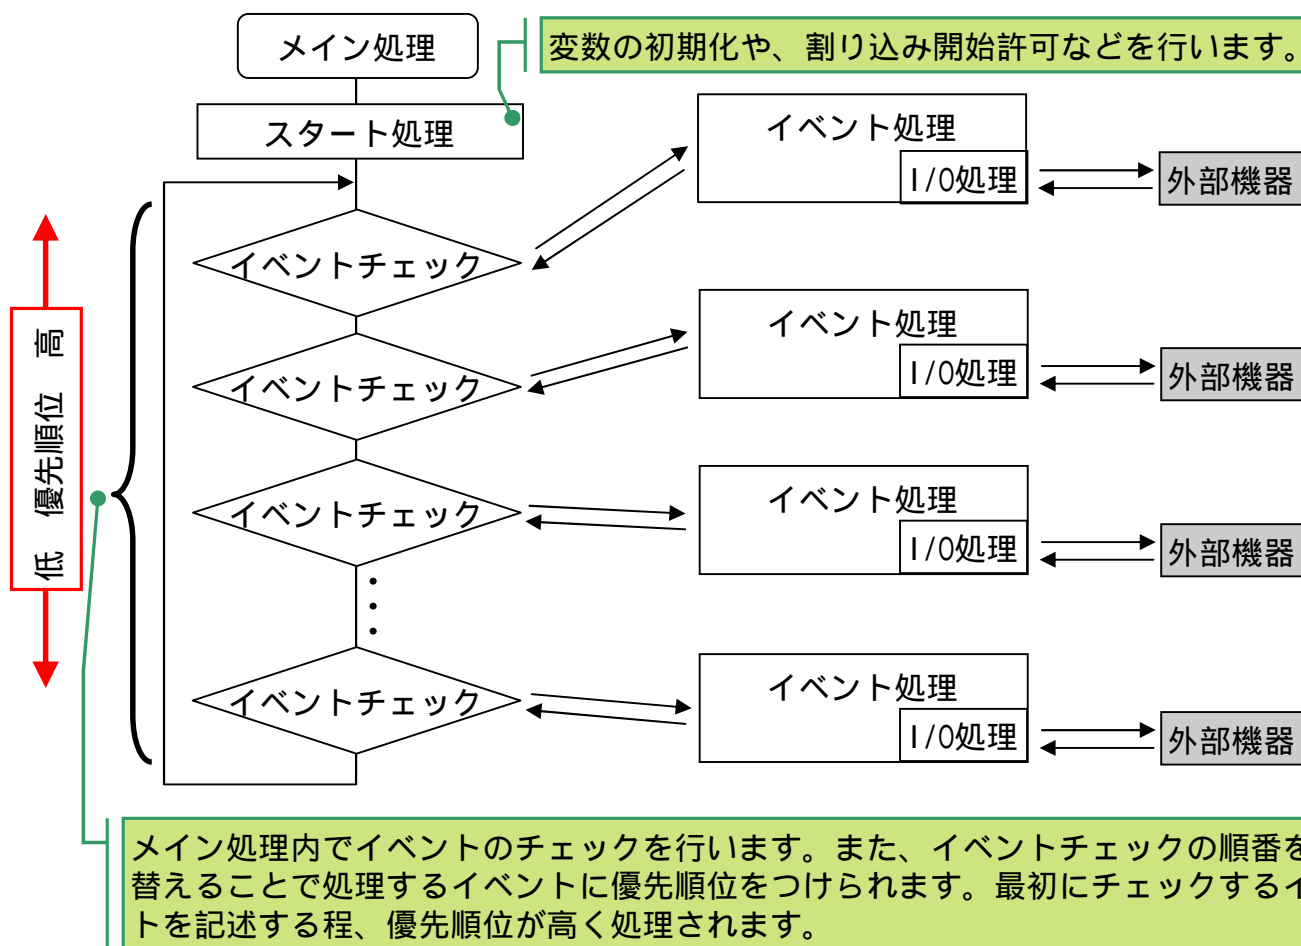 メイン処理
変数の初期化や、割り込み開始許可などを行います。
スタート処理
イベント処理
I/O処理
外部機器
イベントチェック
イベント処理
I/O処理
外部機器
イベントチェック
低 優先順位 高
イベント処理
I/O処理
外部機器
イベントチェック
イベント処理
I/O処理
外部機器
イベントチェック
メイン処理内でイベントのチェックを行います。また、イベントチェックの順番を
替えることで処理するイベントに優先順位をつけられます。最初にチェックするイ
トを記述する程、優先順位が高く処理されます。